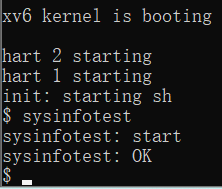 xv6 kernel is booting
hart 2 starting
hart 1 starting
init: starting sh
$ sysinfotest
sysinfotest: start
sysinfotest: OK
$